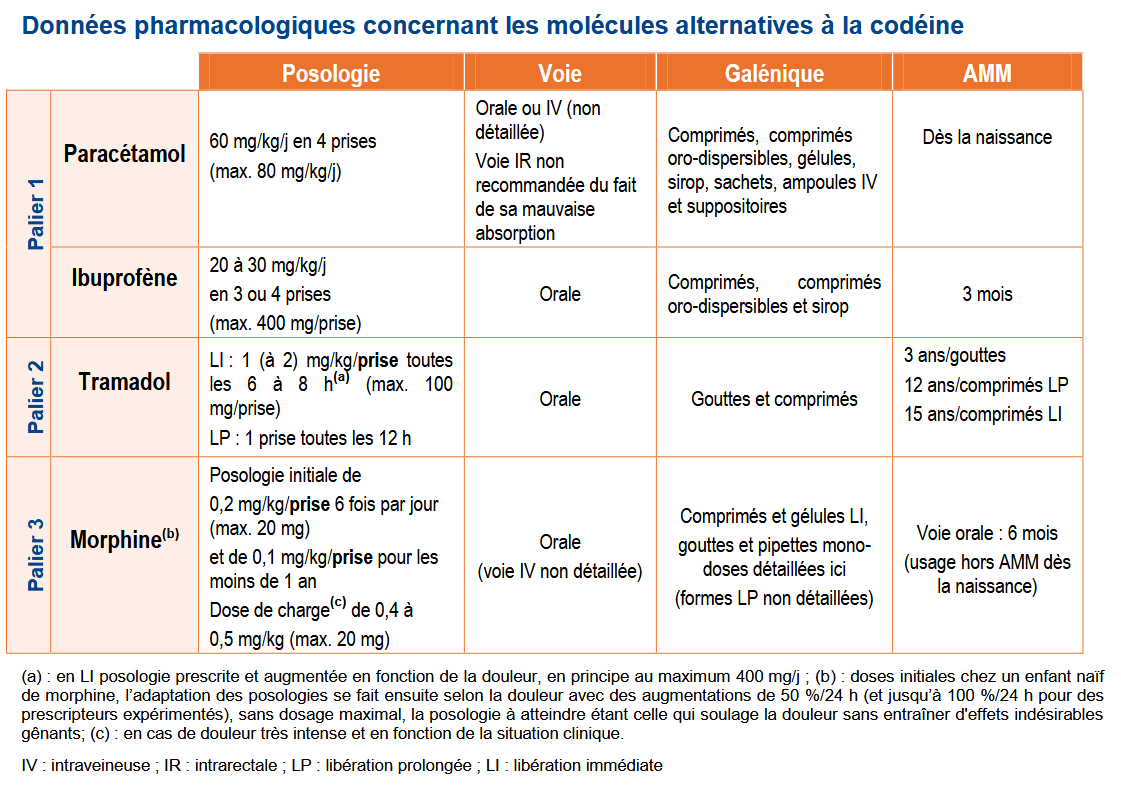 Données pharmacologiques concernant les molécules alternatives à la codéine
Posologie
Voie
Galénique
AMM
Palier 1
Paracétamol
60 mg/kg/j en 4 prises
(max. 80 mg/kg/j)
Orale ou IV (non
détaillée)
Voie IR non
recommandée du fait
de sa mauvaise
absorption
Comprimés, comprimés
oro-dispersibles, gélules,
sirop, sachets, ampoules IV
et suppositoires
Dès la naissance
Ibuprofène
20 à 30 mg/kg/j
en 3 ou 4 prises
(max. 400 mg/prise)
Orale
Comprimés, comprimés
oro-dispersibles et sirop
3 mois
Palier 2
Tramadol
LI : 1 (à 2) mg/kg/prise toutes
les 6 à 8 h(a) (max. 100
mg/prise)
LP : 1 prise toutes les 12 h
Orale
Gouttes et comprimés
3 ans/gouttes
12 ans/comprimés LP
15 ans/comprimés LI
Palier 3
Morphine(b)
Posologie initiale de
0,2 mg/kg/prise 6 fois par jour
(max. 20 mg)
et de 0,1 mg/kg/prise pour les
moins de 1 an
Dose de charge(c) de 0,4 à
0,5 mg/kg (max. 20 mg)
Orale
(voie IV non détaillée)
Comprimés et gélules LI,
gouttes et pipettes mono-
doses détaillées ici
(formes LP non détaillées)
Voie orale : 6 mois
(usage hors AMM dès
la naissance)
(a) : en LI posologie prescrite et augmentée en fonction de la douleur, en principe au maximum 400 mg/j ; (b) : doses initiales chez un enfant naïf
de morphine, l’adaptation des posologies se fait ensuite selon la douleur avec des augmentations de 50 %/24 h (et jusqu’à 100 %/24 h pour des
prescripteurs expérimentés), sans dosage maximal, la posologie à atteindre étant celle qui soulage la douleur sans entraîner d'effets indésirables
gênants; (c) : en cas de douleur très intense et en fonction de la situation clinique.
IV : intraveineuse ; IR : intrarectale ; LP : libération prolongée ; LI : libération immédiate